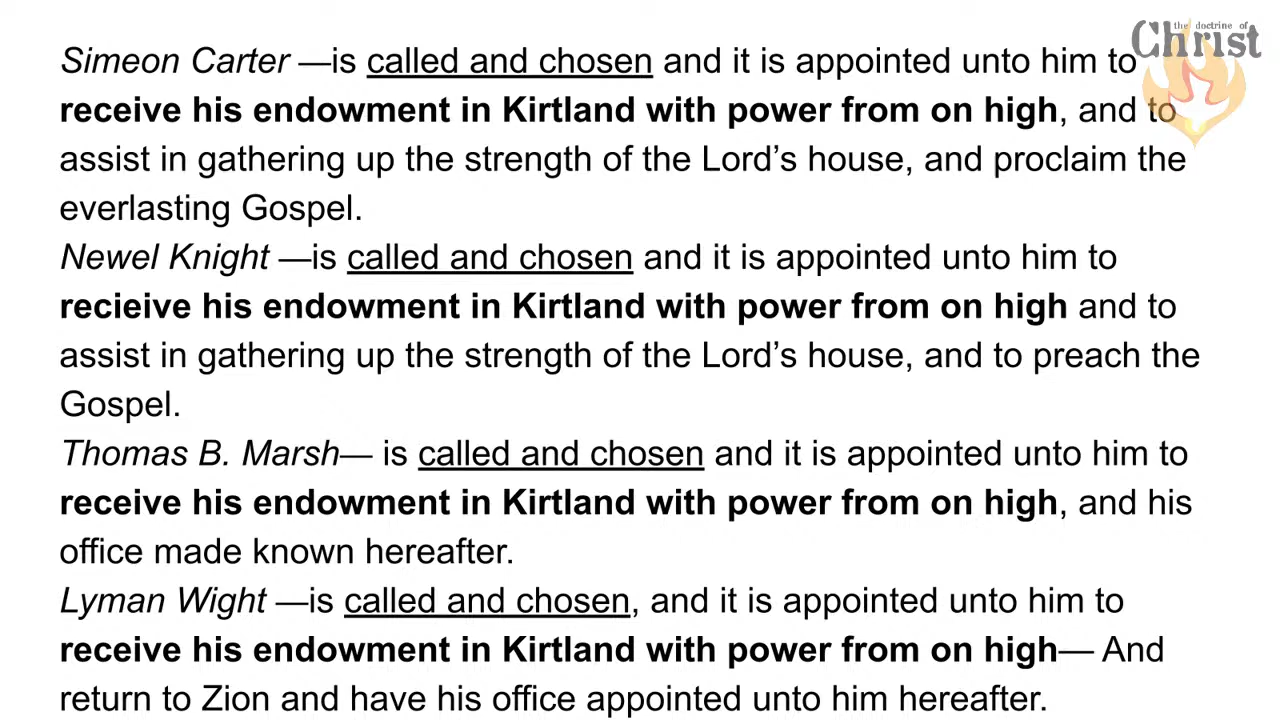 the doctrine of
Christ
Simeon Carter —is called and chosen and it is appointed unto him to
receive his endowment in Kirtland with power from on high, and to
assist in gathering up the strength of the Lord’s house, and proclaim the
everlasting Gospel.
Newel Knight —is called and chosen and it is appointed unto him to
recieive his endowment in Kirtland with power from on high and to
assist in gathering up the strength of the Lord’s house, and to preach the
Gospel.
Thomas B. Marsh— is called and chosen and it is appointed unto him to
receive his endowment in Kirtland with power from on high, and his
office made known hereafter.
Lyman Wight —is called and chosen, and it is appointed unto him to
receive his endowment in Kirtland with power from on high— And
return to Zion and have his office appointed unto him hereafter.